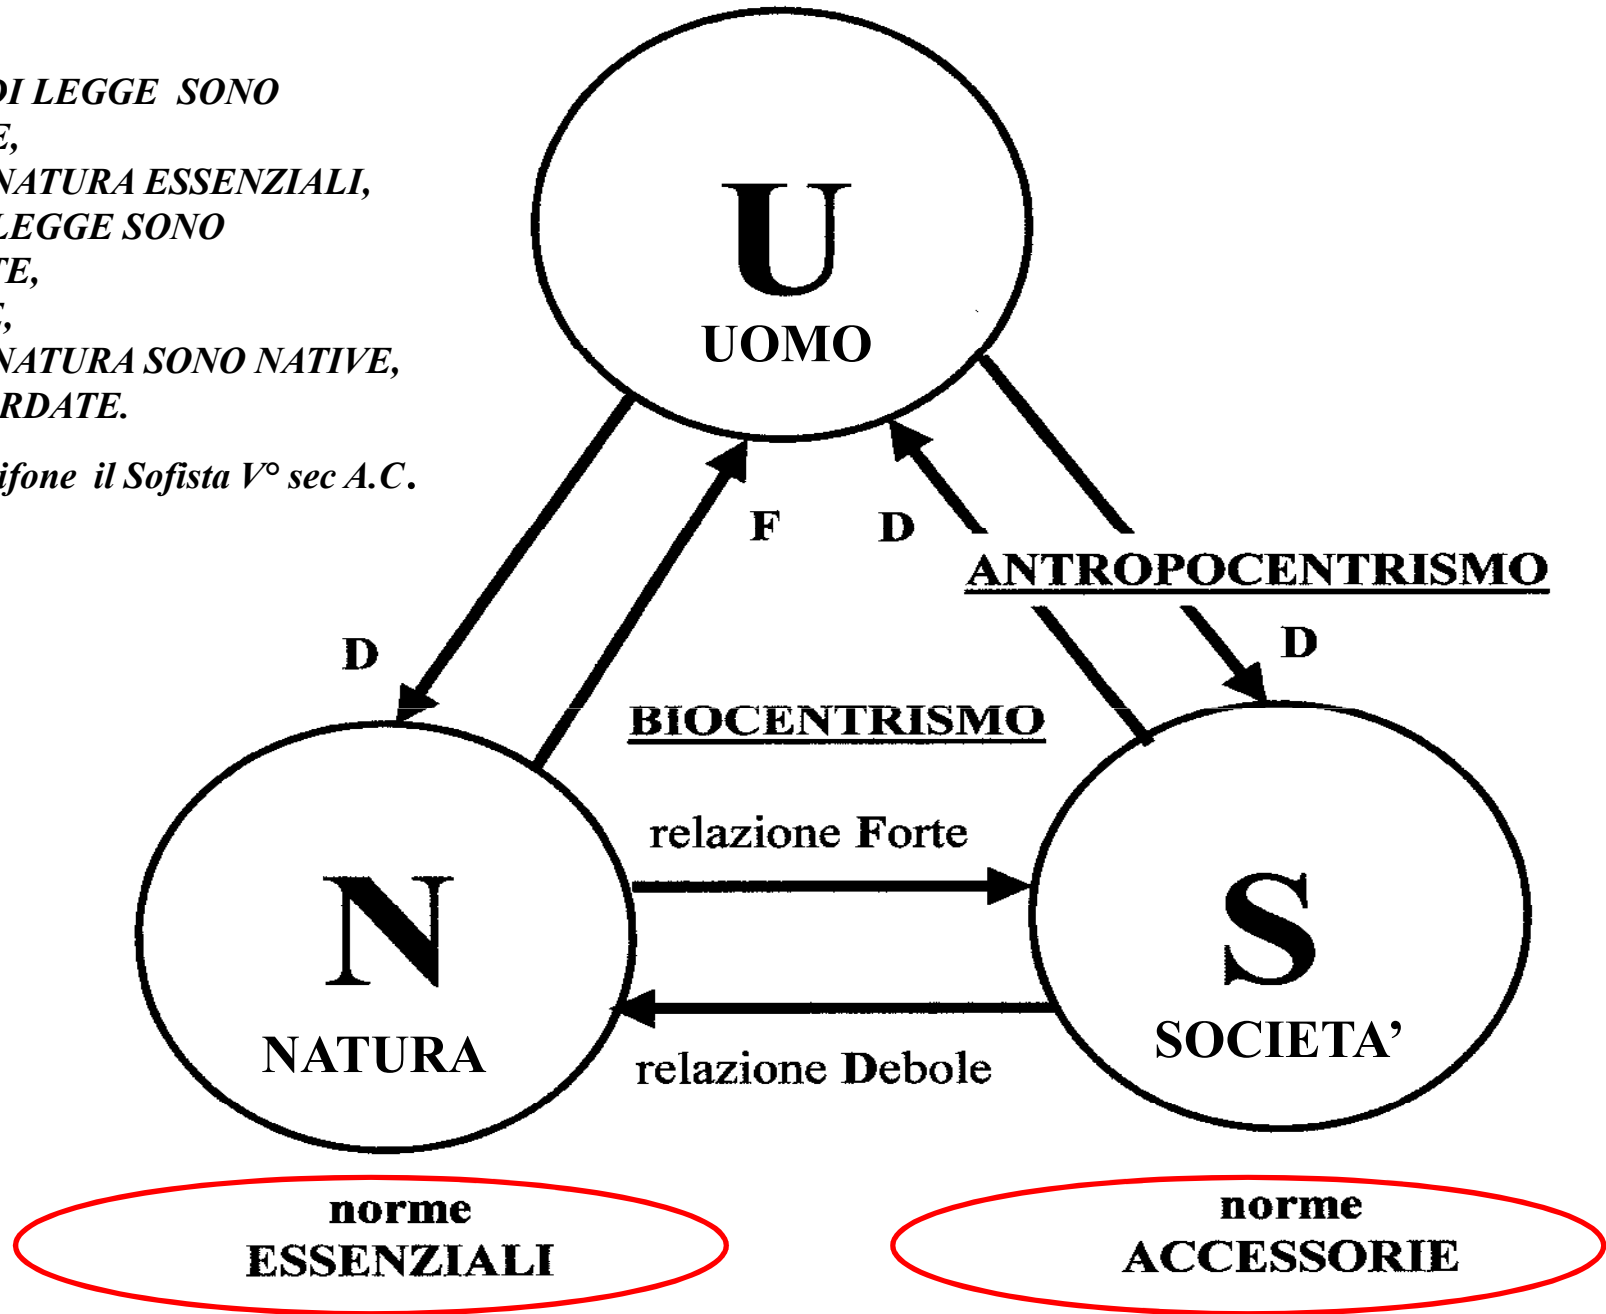 DI LEGGE SONO
E,
NATURA ESSENZIALI,
LEGGE SONO
TE,
E,
NATURA SONO NATIVE,
RDATE.
ifone il Sofista V° sec A.C.
U
UOMO
F
D
ANTROPOCENTRISMO
D
D
BIOCENTRISMO
relazione Forte
N
NATURA
S
SOCIETA’
relazione Debole
norme
ESSENZIALI
norme
ACCESSORIE